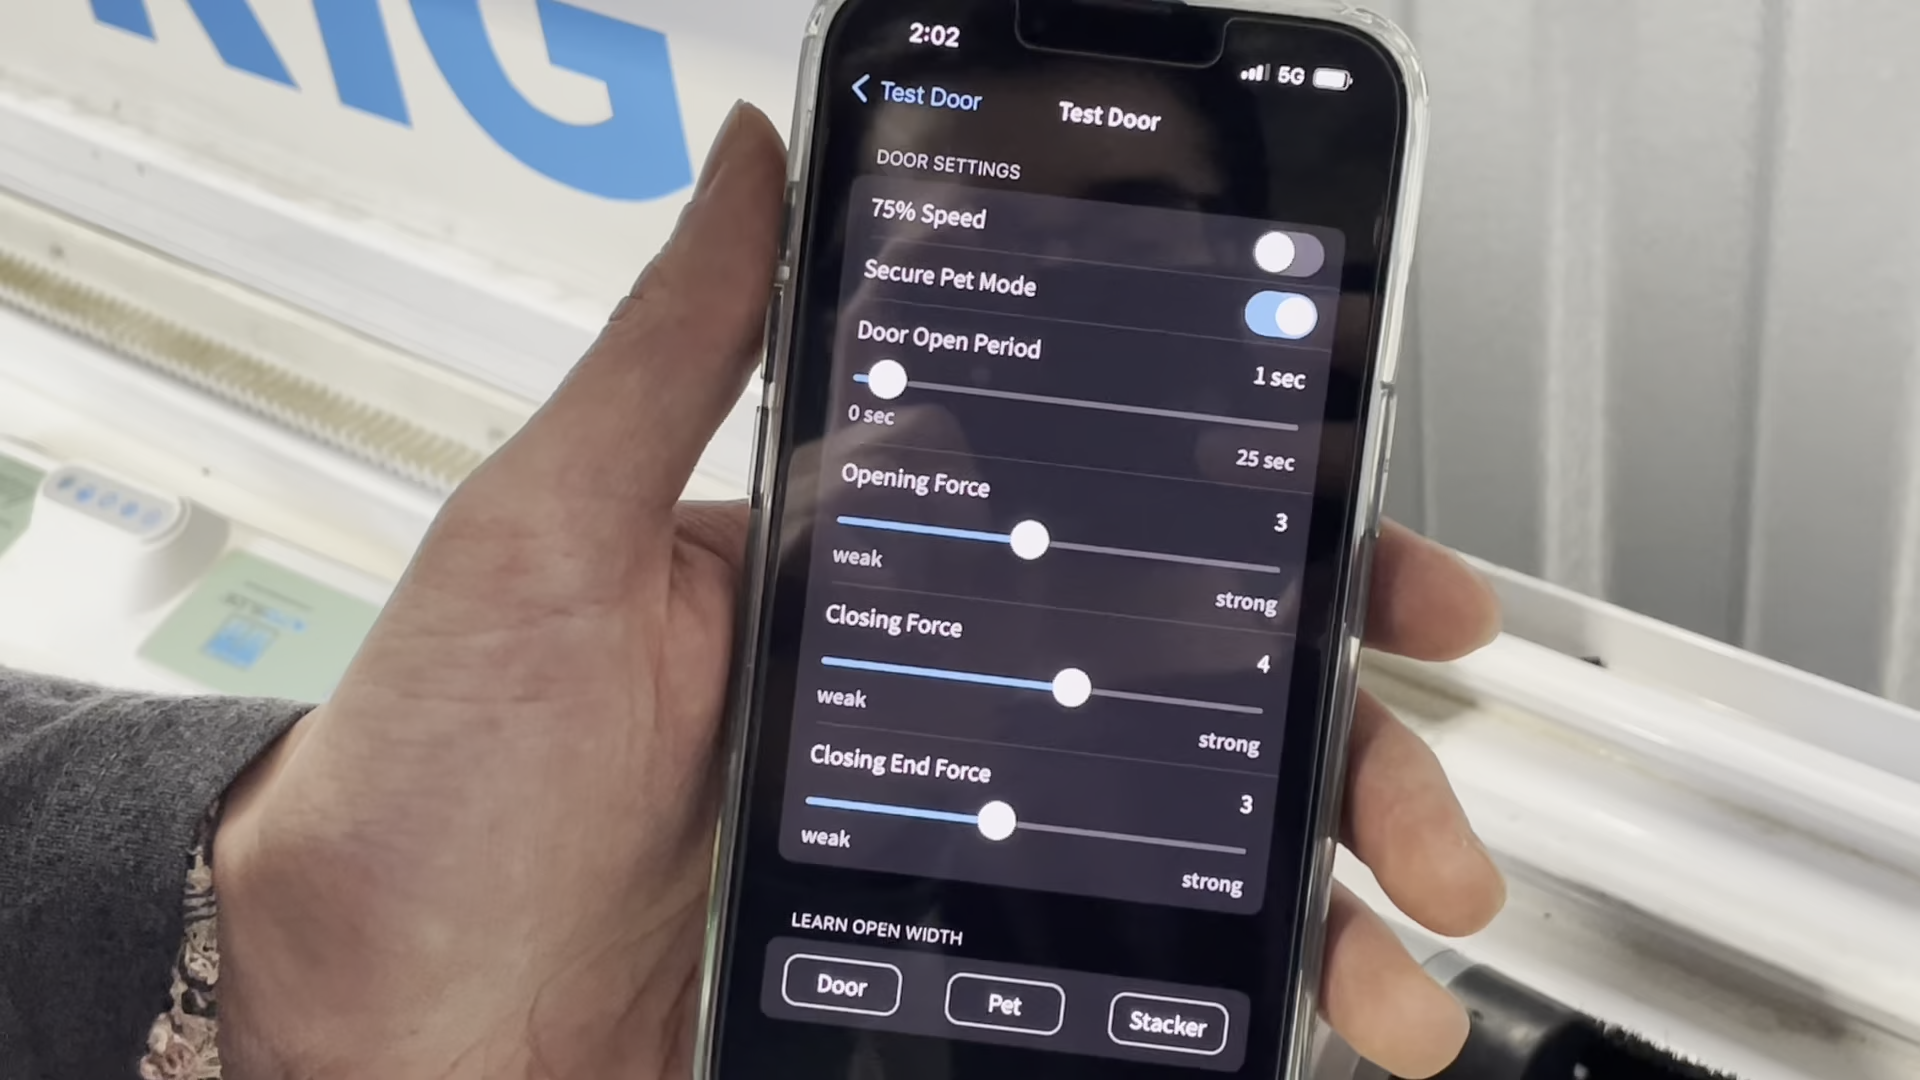 2:02
5G
Test Door
Test Door
DOOR SETTINGS
75% Speed
Secure Pet Mode
Door Open Period
1 sec
0 sec
25 sec
Opening Force
3
weak
strong
Closing Force
4
weak
strong
Closing End Force
3
weak
strong
LEARN OPEN WIDTH
Door
Pet
Stacker